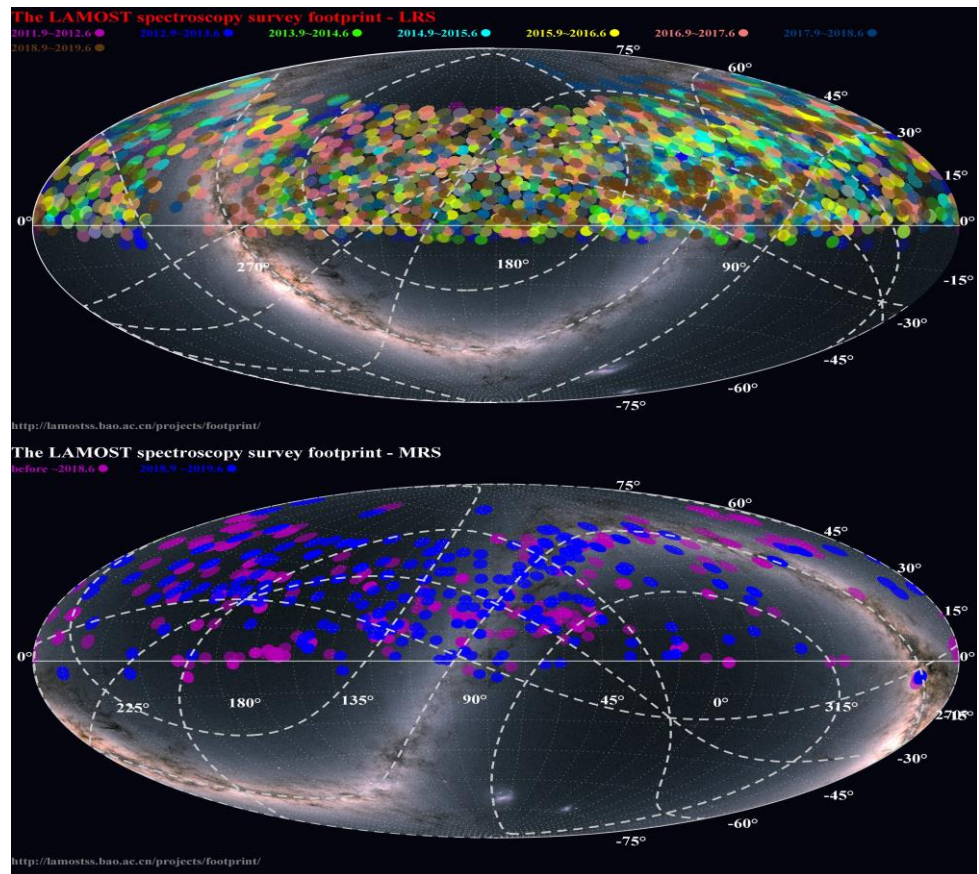 The LAMOST spectroscopy survey footprint - LRS
2011.9~2012.6 2012.9~2013.6 2013.9~2014.6 2014.9~2015.6 2015.9~2016.6 2016.9~2017.6 2017.9~2018.6
2018.9~2019.6
75°
60°
45°
30°
15°
0° 0°
270° 180° 90°
-15°
-30°
-45°
-60°
-75°
http://lamostss.bao.ac.cn/projects/footprint/
The LAMOST spectroscopy survey footprint - MRS
before ~2018.6 2018.9 ~2019.6
75°
60°
45°
30°
15°
0° 0°
225° 180° 135° 90° 45° 0° 315° 270°
-30°
-45°
-60°
-75°
http://lamostss.bao.ac.cn/projects/footprint/